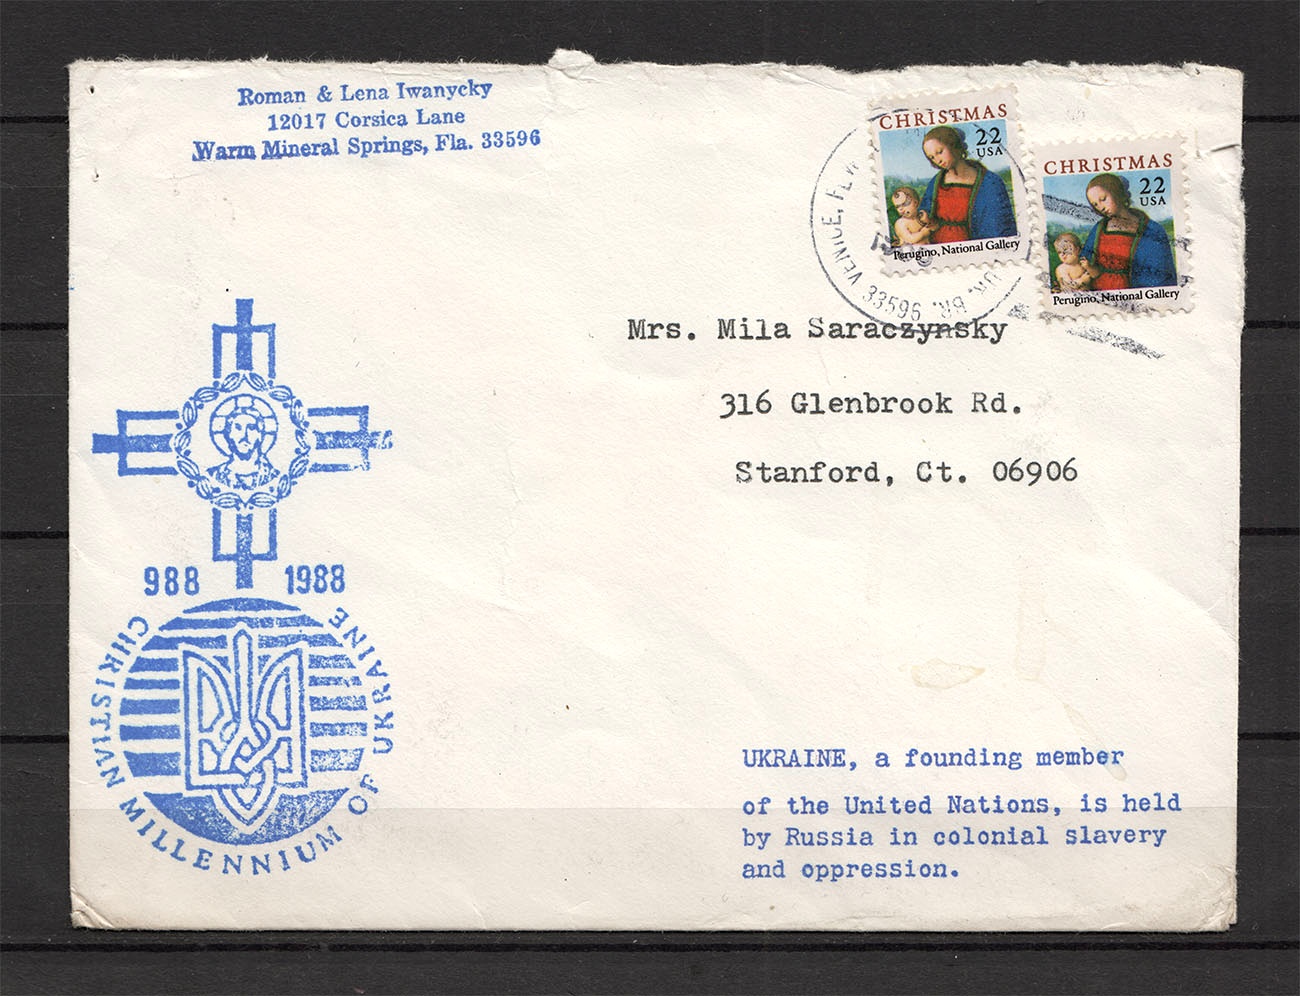 Roman & Lena Iwanycky
12017 Corsica Lane
Warm Mineral Springs, Fla. 33596
CHRISTMAS
22
USA
Perugino, National Gallery
CHRISTMAS
22
USA
Perugino, National Gallery
VENICE,
33596
BR.
Mrs. Mila Saraczynsky
316 Glenbrook Rd.
Stanford, Ct. 06906
988 1988
CHRISTIAN MILLENNIUM OF UKRAINE
UKRAINE, a founding member
of the United Nations, is held
by Russia in colonial slavery
and oppression.